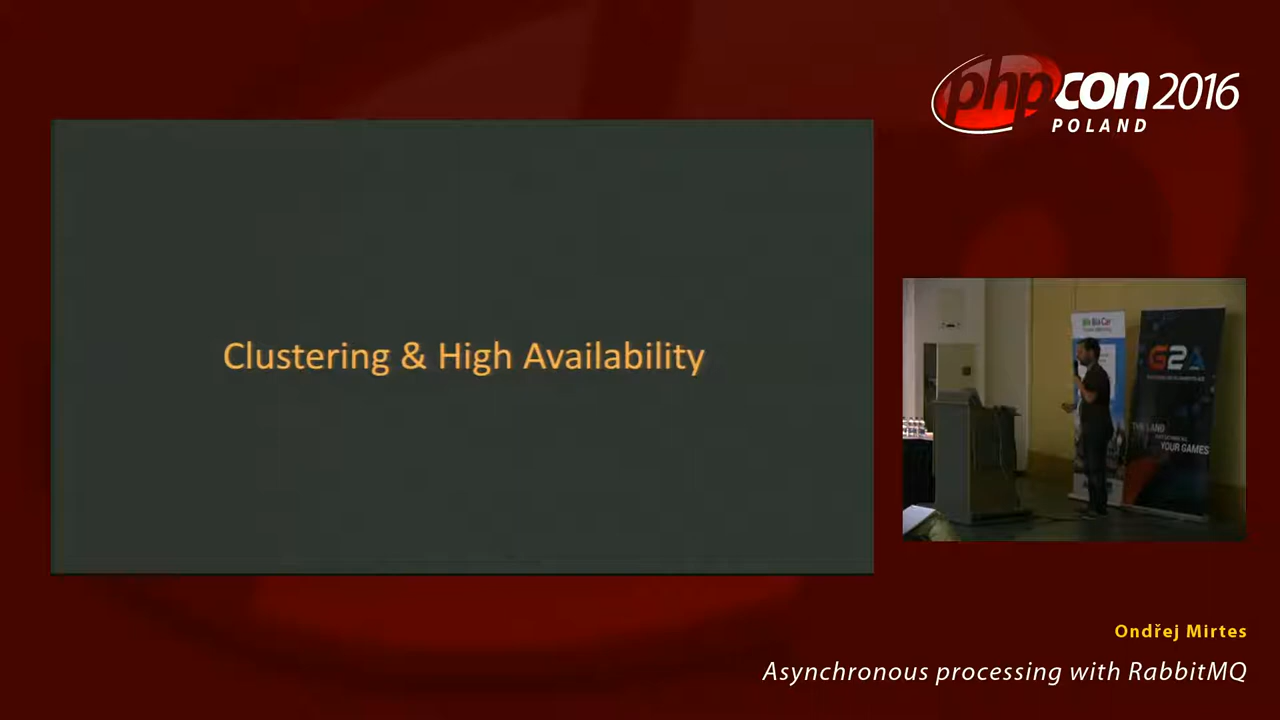 phpcon 2016
POLAND
Clustering & High Availability
G2A
YOUR GAMES
Ondřej Mirtes
Asynchronous processing with RabbitMQ